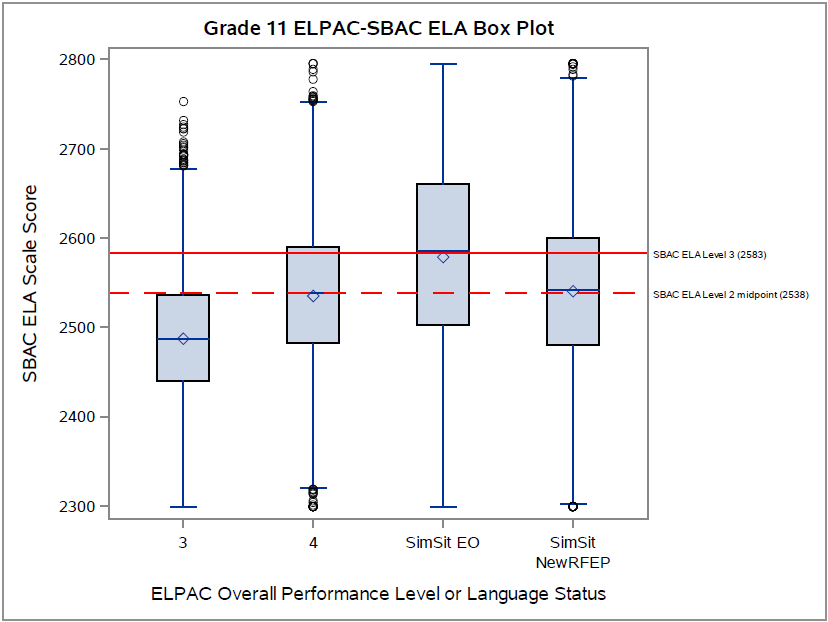 Grade 11 ELPAC-SBAC ELA Box Plot
2800
2700
2600
2500
2400
2300
SBAC ELA Scale Score
SBAC ELA Level 3 (2583)
SBAC ELA Level 2 midpoint (2538)
3
4
SimSit EO
SimSit
NewRFEP
ELPAC Overall Performance Level or Language Status